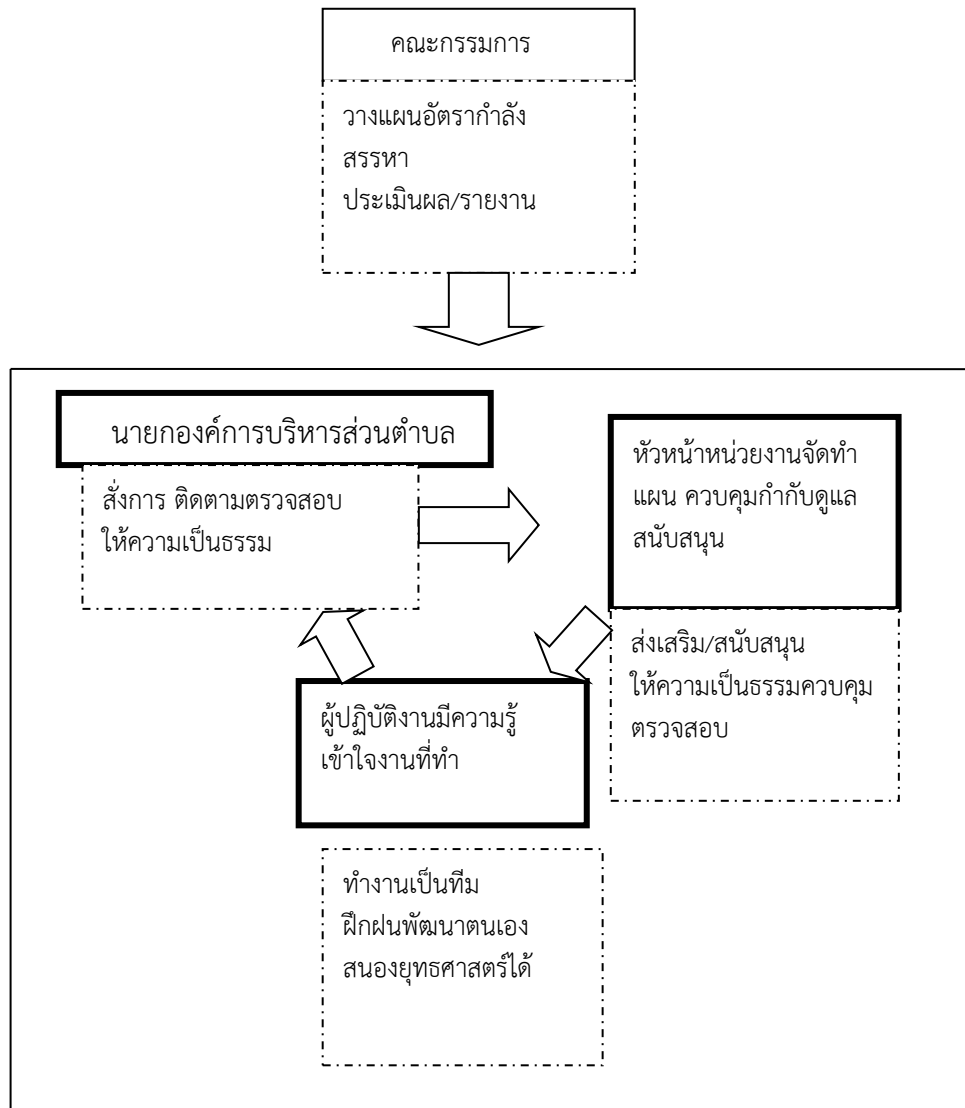 คณะกรรมการ
วางแผนอัตรากำลัง
สรรหา
ประเมินผล/รายงาน
นายกองค์การบริหารส่วนตำบล
สั่งการ ติดตามตรวจสอบ
ให้ความเป็นธรรม
หัวหน้าหน่วยงานจัดทำ
แผน ควบคุมกำกับดูแล
สนับสนุน
ส่งเสริม/สนับสนุน
ให้ความเป็นธรรมควบคุม
ตรวจสอบ
ผู้ปฏิบัติงานมีความรู้
เข้าใจงานที่ทำ
ทำงานเป็นทีม
ฝึกฝนพัฒนาตนเอง
สนองยุทธศาสตร์ได้